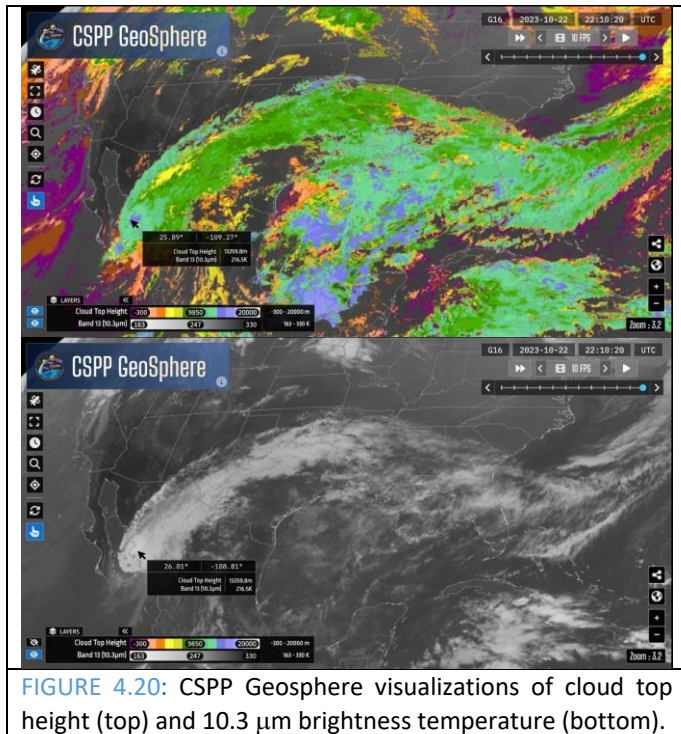 CSPP GeoSphere
G16 2023-10-22 22:10:20 UTC
10 FPS
25.89° -109.27°
Cloud Top Height 13259.8m
Band 13 (10.3µm) 216.5K
LAYERS
Cloud Top Height -300 9850 20000 -300 - 20000 m
Band 13 (10.3µm) 163 247 330 163 - 330 K
Zoom : 3.2
CSPP GeoSphere
G16 2023-10-22 22:10:20 UTC
10 FPS
26.01° -108.81°
Cloud Top Height 13259.8m
Band 13 (10.3µm) 216.5K
LAYERS
Cloud Top Height -300 9850 20000 -300 - 20000 m
Band 13 (10.3µm) 163 247 330 163 - 330 K
Zoom : 3.2
FIGURE 4.20: CSPP Geosphere visualizations of cloud top
height (top) and 10.3 µm brightness temperature (bottom).